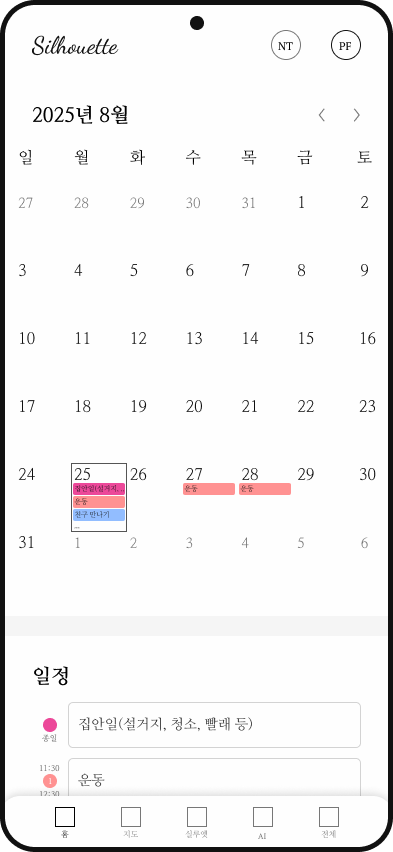 Silhouette NT PF
2025년 8월
일 월 화 수 목 금 토
27 28 29 30 31 1 2
3 4 5 6 7 8 9
10 11 12 13 14 15 16
17 18 19 20 21 22 23
24 25 26 27 28 29 30
집안일(설거지, ... 운동 운동
운동
친구 만나기
...
31 1 2 3 4 5 6
일정
집안일(설거지, 청소, 빨래 등)
종일
11:30
1 운동
12:30
홈 지도 실루엣 AI 전체